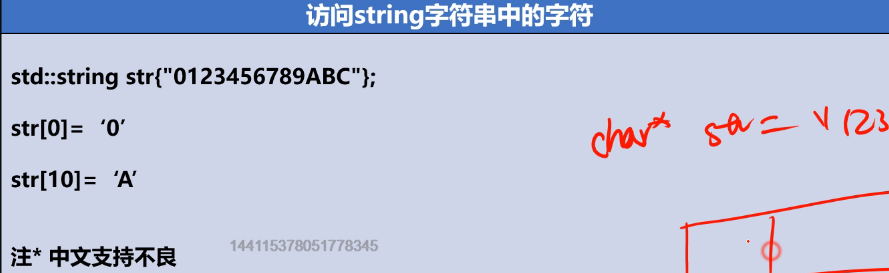 访问string字符串中的字符
std::string str{"0123456789ABC"};
str[0]= ‘0’
char* str = "123
str[10]= ‘A’
注* 中文支持不良
144115378051778345